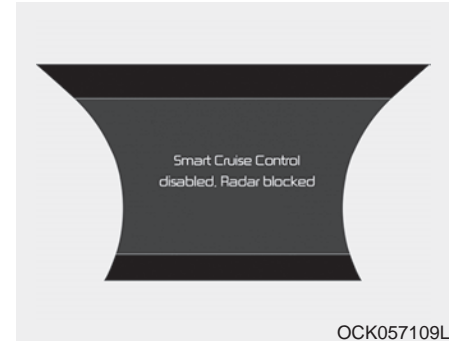 Smart Cruise Control
disabled, Radar blocked
OCK057109L